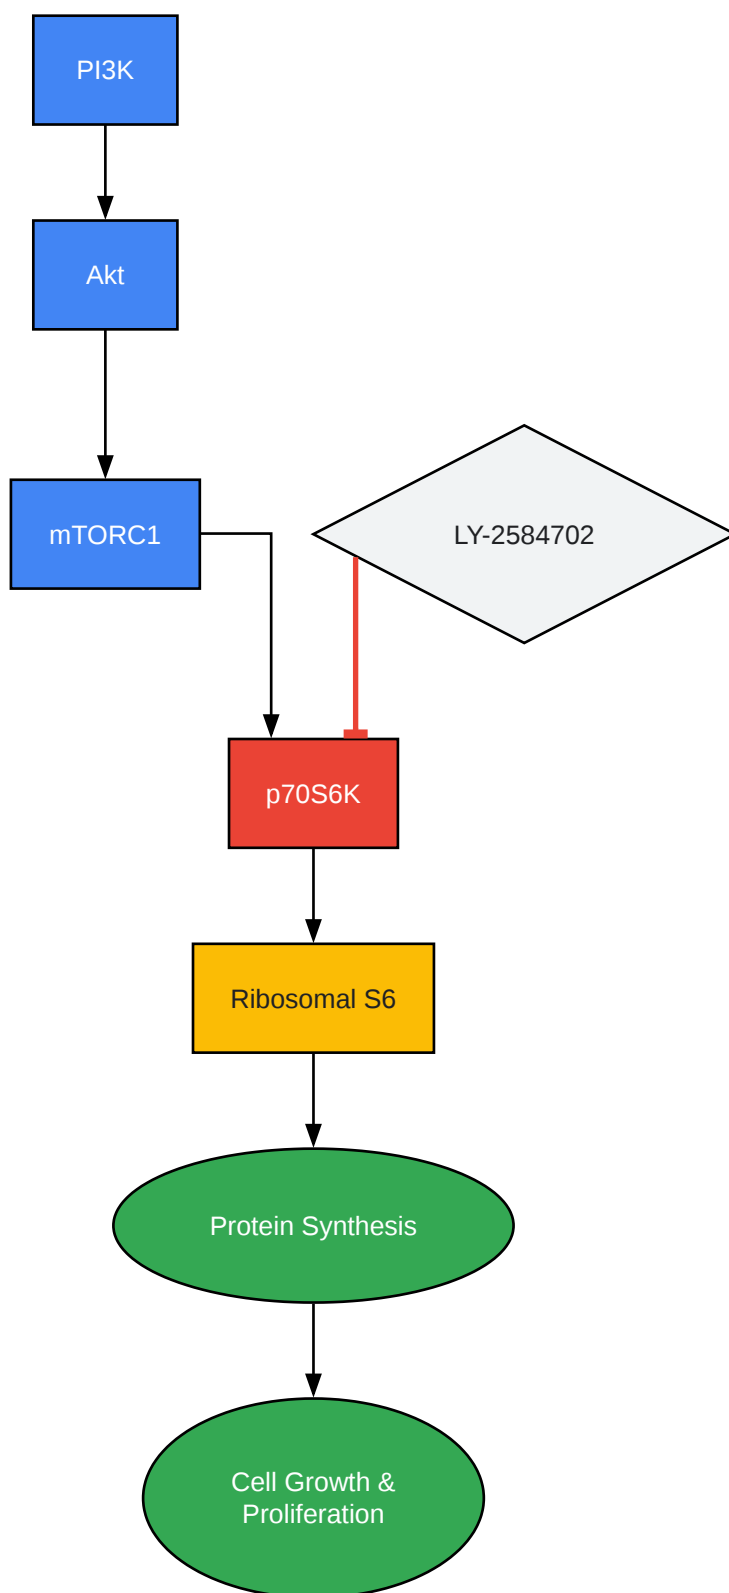 PI3K
Akt
mTORC1
LY-2584702
p70S6K
Ribosomal S6
Protein Synthesis
Cell Growth &
Proliferation